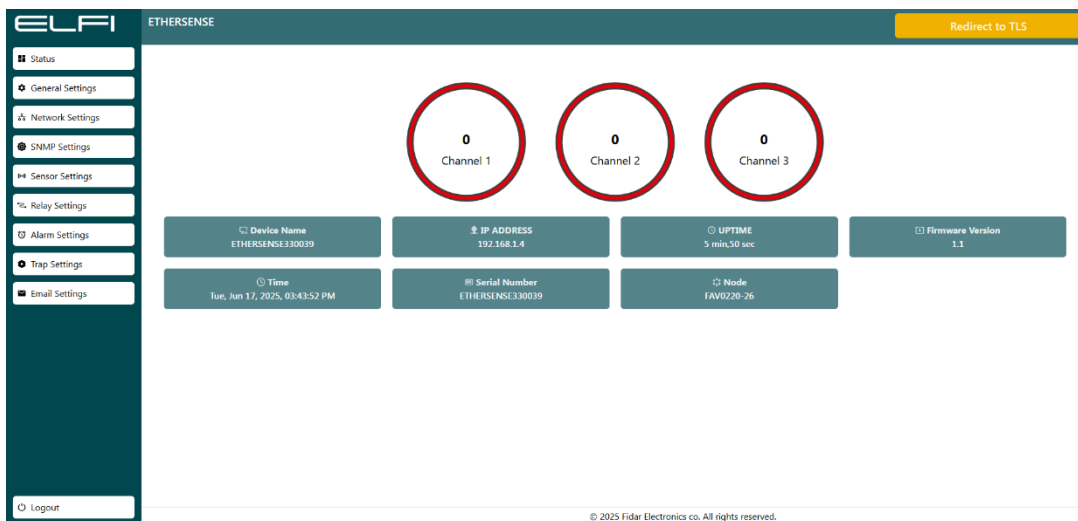 ELFI
ETHERSENSE
Redirect to TLS
Status
General Settings
Network Settings
SNMP Settings
Sensor Settings
Relay Settings
Alarm Settings
Trap Settings
Email Settings
Logout
0
Channel 1
0
Channel 2
0
Channel 3
Device Name
ETHERSENSE330039
IP ADDRESS
192.168.1.4
UPTIME
5 min,50 sec
Firmware Version
1.1
Time
Tue, Jun 17, 2025, 03:43:52 PM
Serial Number
ETHERSENSE330039
Node
FAV0220-26
© 2025 Fidar Electronics co. All rights reserved.